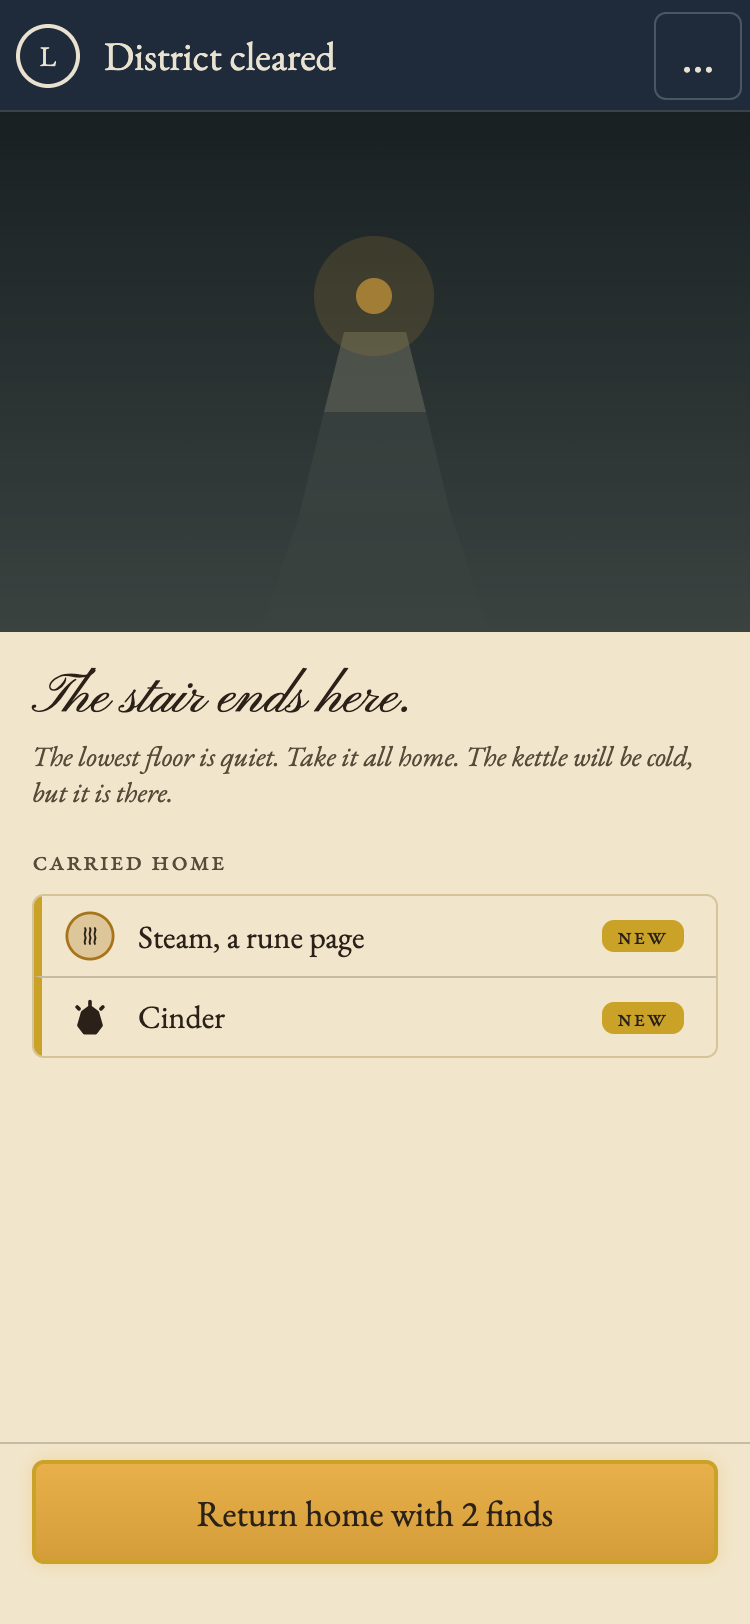 L
District cleared
...
The stair ends here.
The lowest floor is quiet. Take it all home. The kettle will be cold,
but it is there.
CARRIED HOME
Steam, a rune page
NEW
Cinder
NEW
Return home with 2 finds